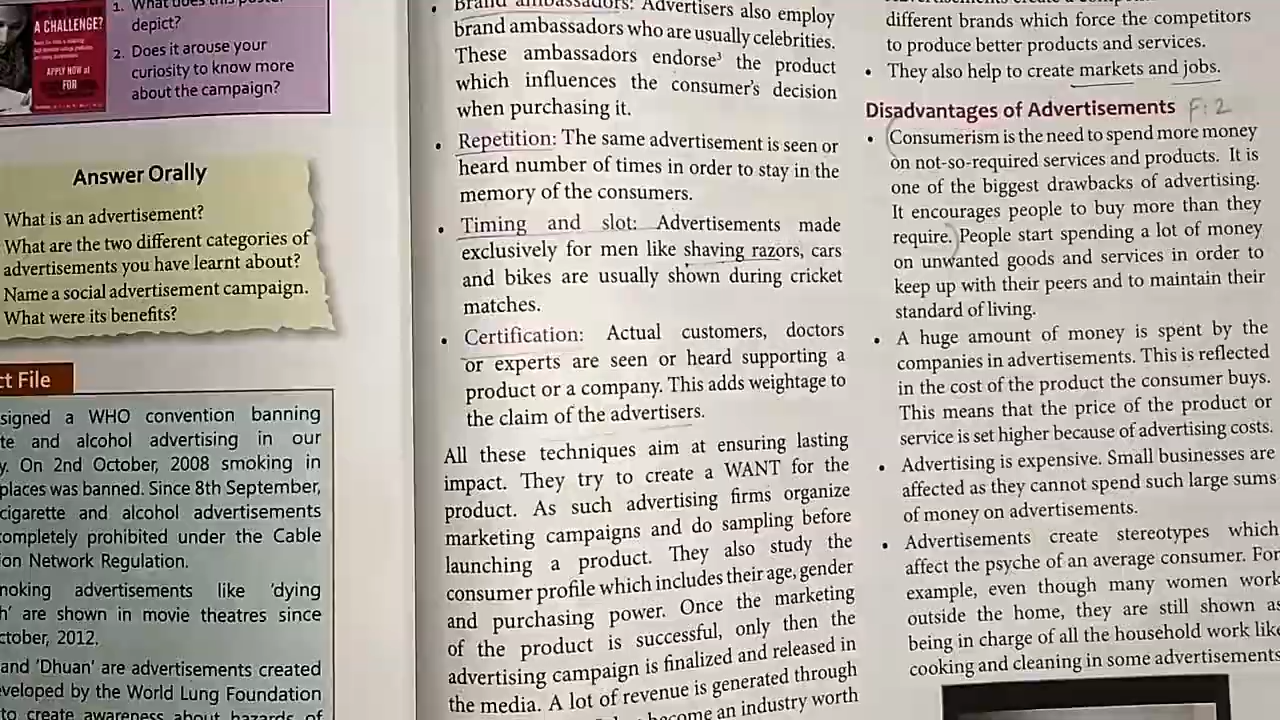 A CHALLENGE?
APPLY NOW at
FOR
1. What does this poster
depict?
2. Does it arouse your
curiosity to know more
about the campaign?
Answer Orally
What is an advertisement?
What are the two different categories of
advertisements you have learnt about?
Name a social advertisement campaign.
What were its benefits?
ct File
signed a WHO convention banning
te and alcohol advertising in our
y. On 2nd October, 2008 smoking in
places was banned. Since 8th September,
cigarette and alcohol advertisements
completely prohibited under the Cable
ion Network Regulation.
moking advertisements like 'dying
h' are shown in movie theatres since
ctober, 2012.
and 'Dhuan' are advertisements created
eveloped by the World Lung Foundation
to create awareness about hazards of
• Brand ambassadors: Advertisers also employ
brand ambassadors who are usually celebrities.
These ambassadors endorse³ the product
which influences the consumer's decision
when purchasing it.
• Repetition: The same advertisement is seen or
heard number of times in order to stay in the
memory of the consumers.
• Timing and slot: Advertisements made
exclusively for men like shaving razors, cars
and bikes are usually shown during cricket
matches.
• Certification: Actual customers, doctors
or experts are seen or heard supporting a
product or a company. This adds weightage to
the claim of the advertisers.
All these techniques aim at ensuring lasting
impact. They try to create a WANT for the
product. As such advertising firms organize
marketing campaigns and do sampling before
launching a product. They also study the
consumer profile which includes their age, gender
and purchasing power. Once the marketing
of the product is successful, only then the
advertising campaign is finalized and released in
the media. A lot of revenue is generated through
become an industry worth
different brands which force the competitors
to produce better products and services.
• They also help to create markets and jobs.
Disadvantages of Advertisements F: 2
• Consumerism is the need to spend more money
on not-so-required services and products. It is
one of the biggest drawbacks of advertising.
It encourages people to buy more than they
require. People start spending a lot of money
on unwanted goods and services in order to
keep up with their peers and to maintain their
standard of living.
• A huge amount of money is spent by the
companies in advertisements. This is reflected
in the cost of the product the consumer buys.
This means that the price of the product or
service is set higher because of advertising costs.
• Advertising is expensive. Small businesses are
affected as they cannot spend such large sums
of money on advertisements.
• Advertisements create stereotypes which
affect the psyche of an average consumer. For
example, even though many women work
outside the home, they are still shown as
being in charge of all the household work like
cooking and cleaning in some advertisements